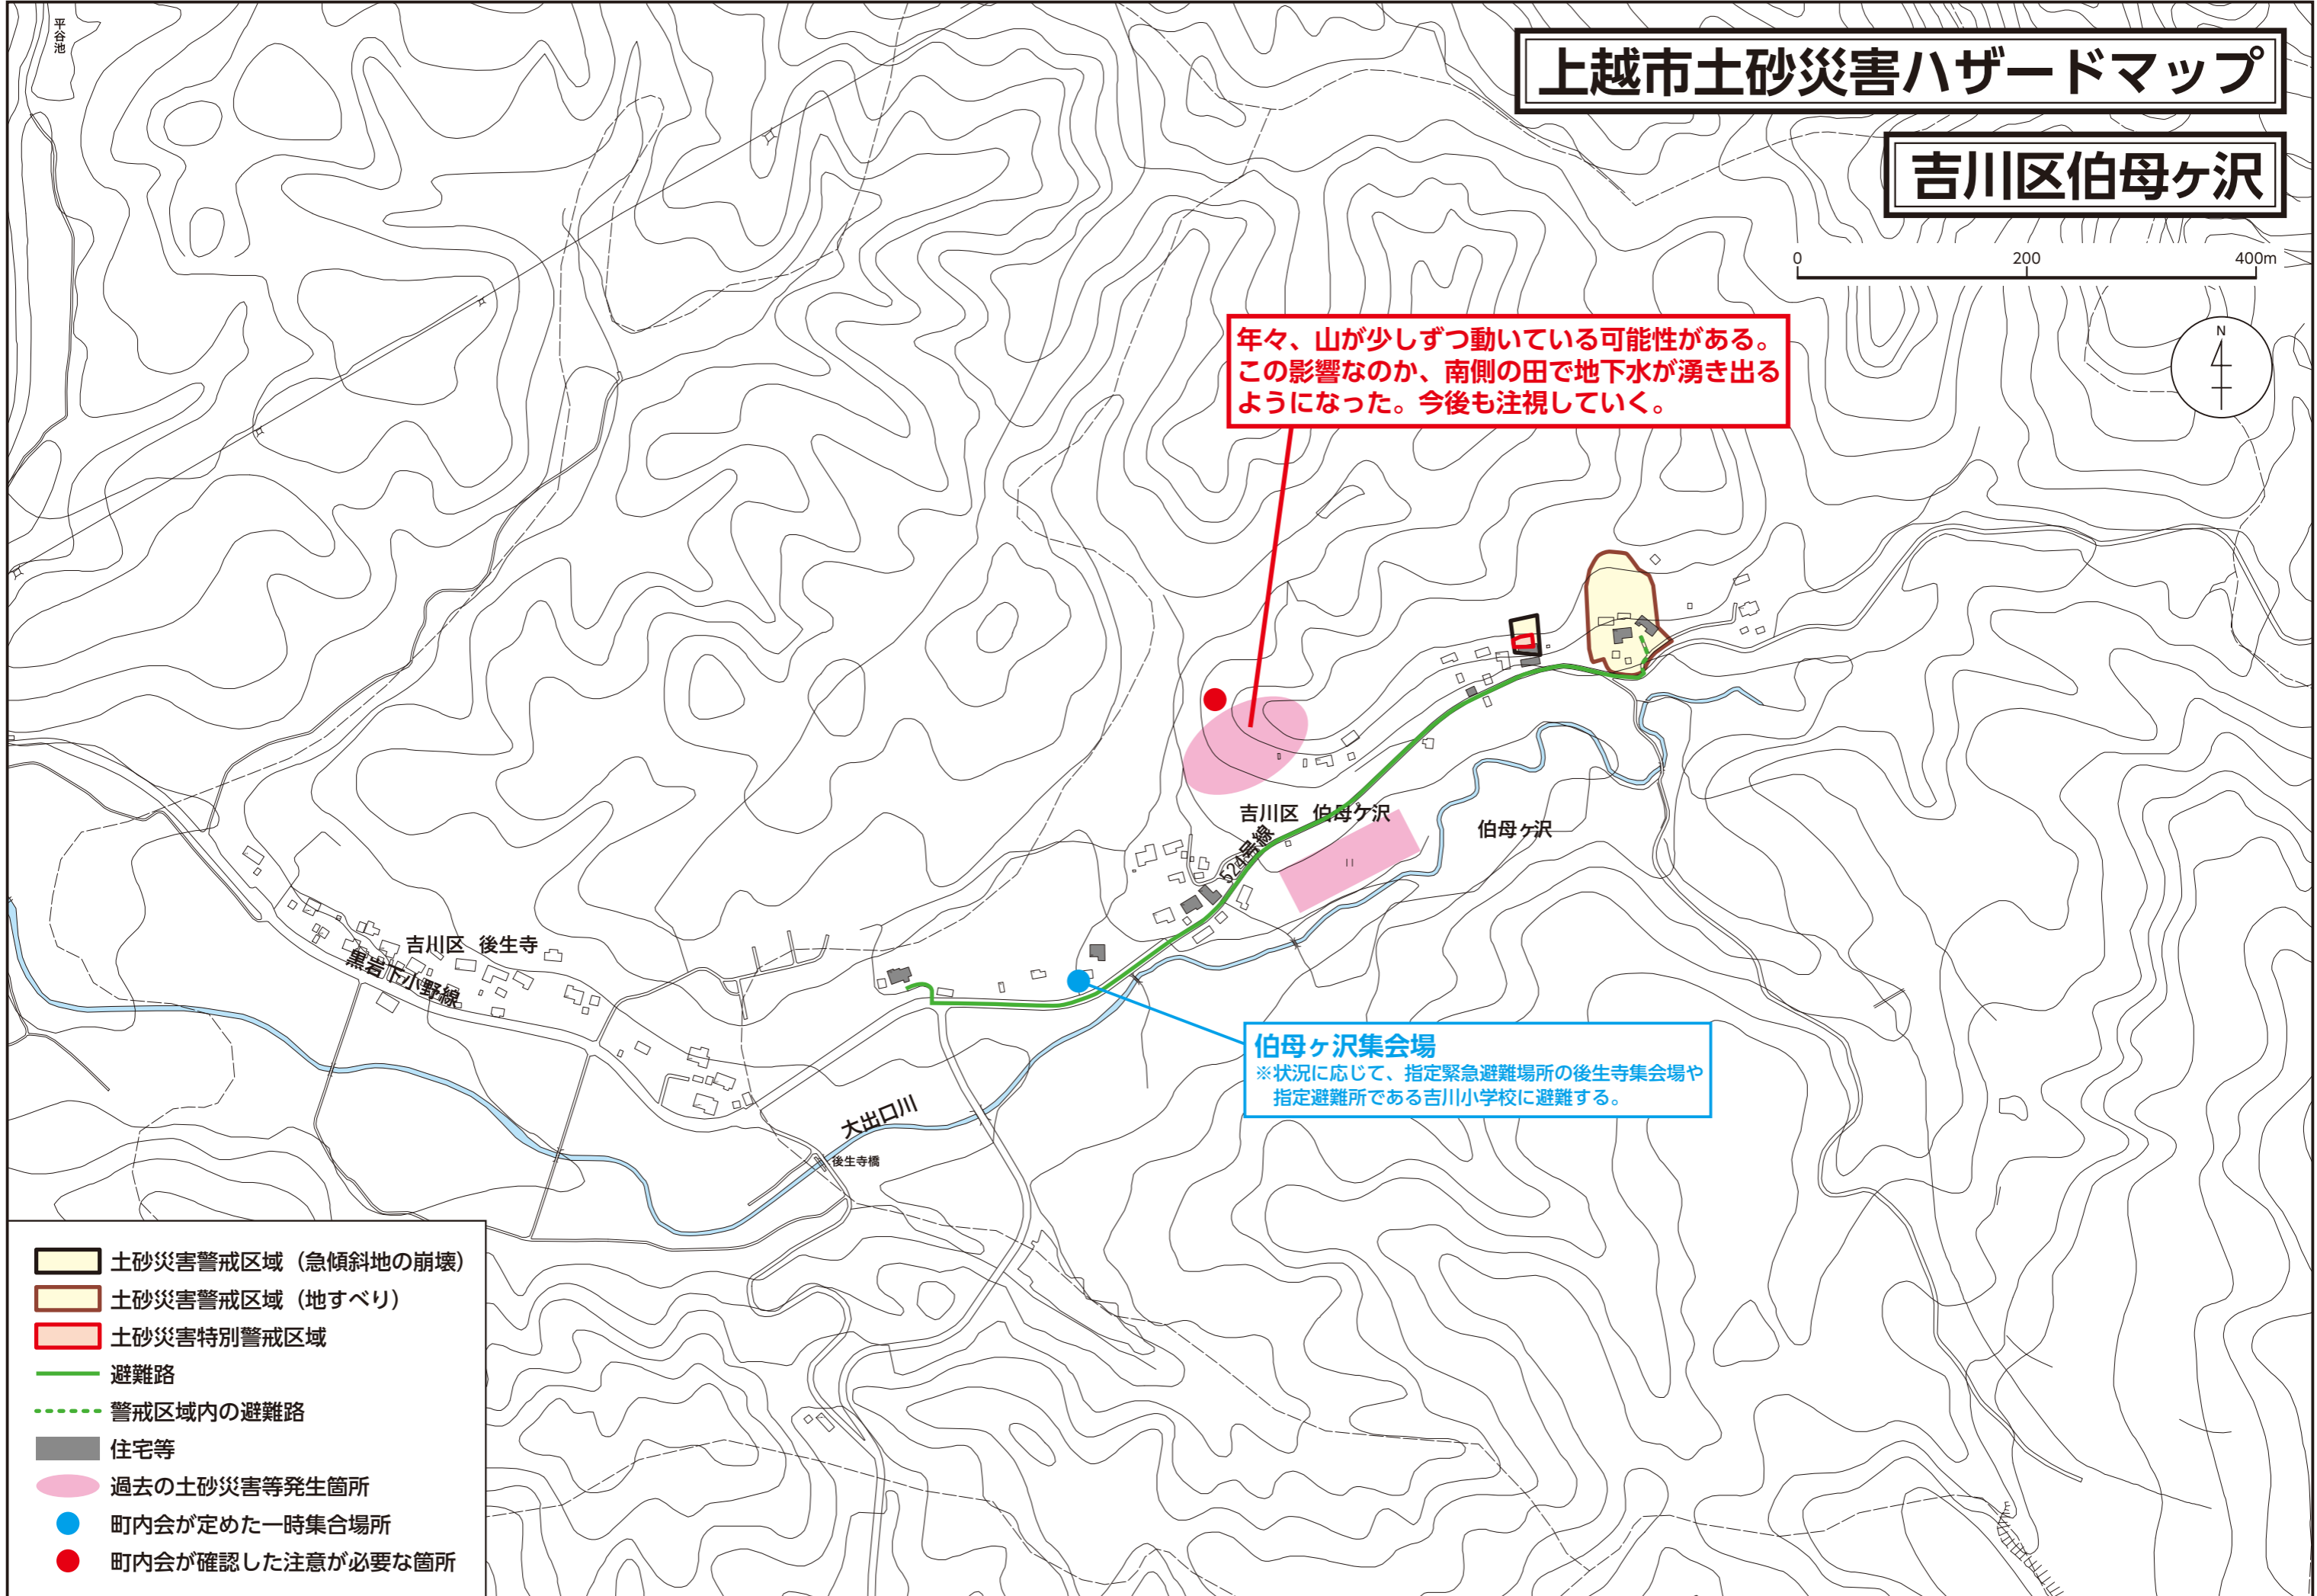 平谷池
上越市土砂災害ハザードマップ
吉川区伯母ヶ沢
0 200 400m
N
年々、山が少しずつ動いている可能性がある。
この影響なのか、南側の田で地下水が湧き出る
ようになった。今後も注視していく。
吉川区 伯母ケ沢
伯母ヶ沢
524号線
吉川区 後生寺
黒岩下小野線
伯母ヶ沢集会場
※状況に応じて、指定緊急避難場所の後生寺集会場や
指定避難所である吉川小学校に避難する。
大出口川
後生寺橋
土砂災害警戒区域（急傾斜地の崩壊）
土砂災害警戒区域（地すべり）
土砂災害特別警戒区域
避難路
警戒区域内の避難路
住宅等
過去の土砂災害等発生箇所
町内会が定めた一時集合場所
町内会が確認した注意が必要な箇所